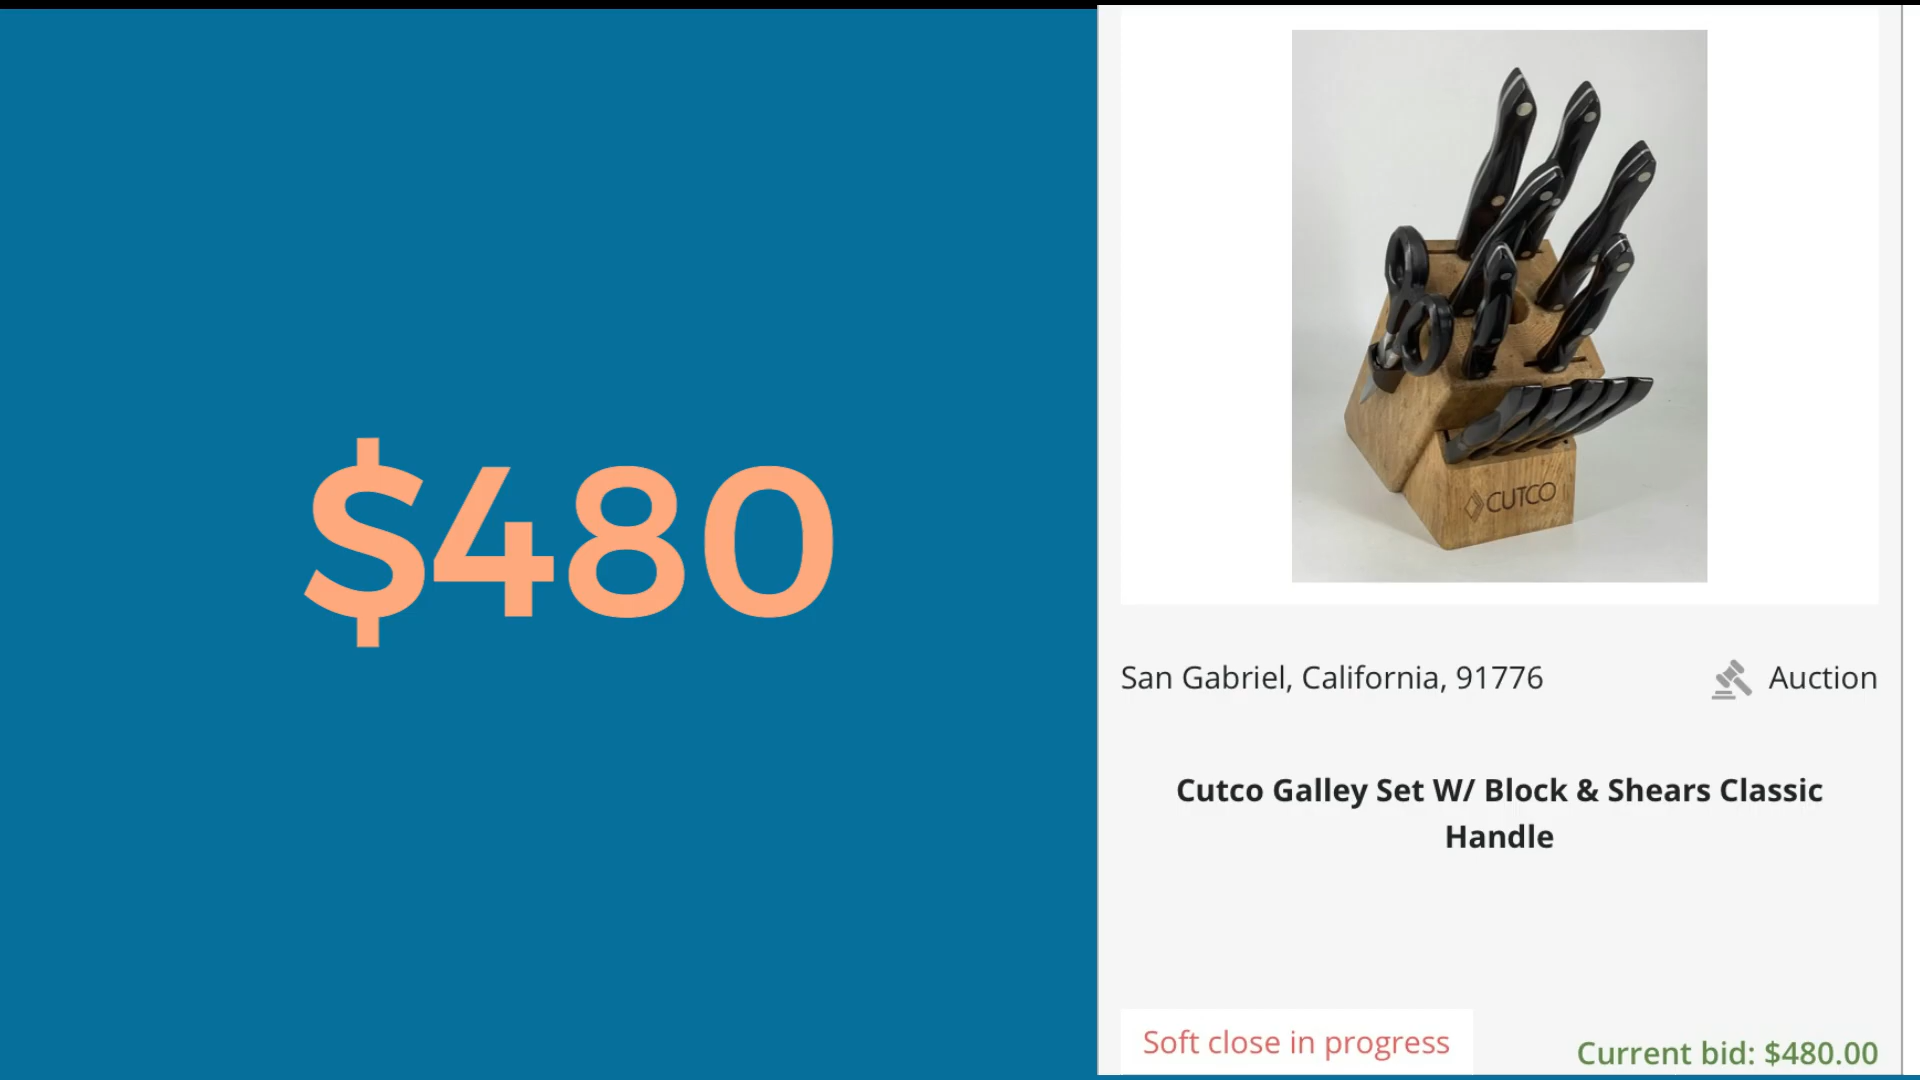 $480
CUTCO
San Gabriel, California, 91776
Auction
Cutco Galley Set W/ Block & Shears Classic
Handle
Soft close in progress
Current bid: $480.00